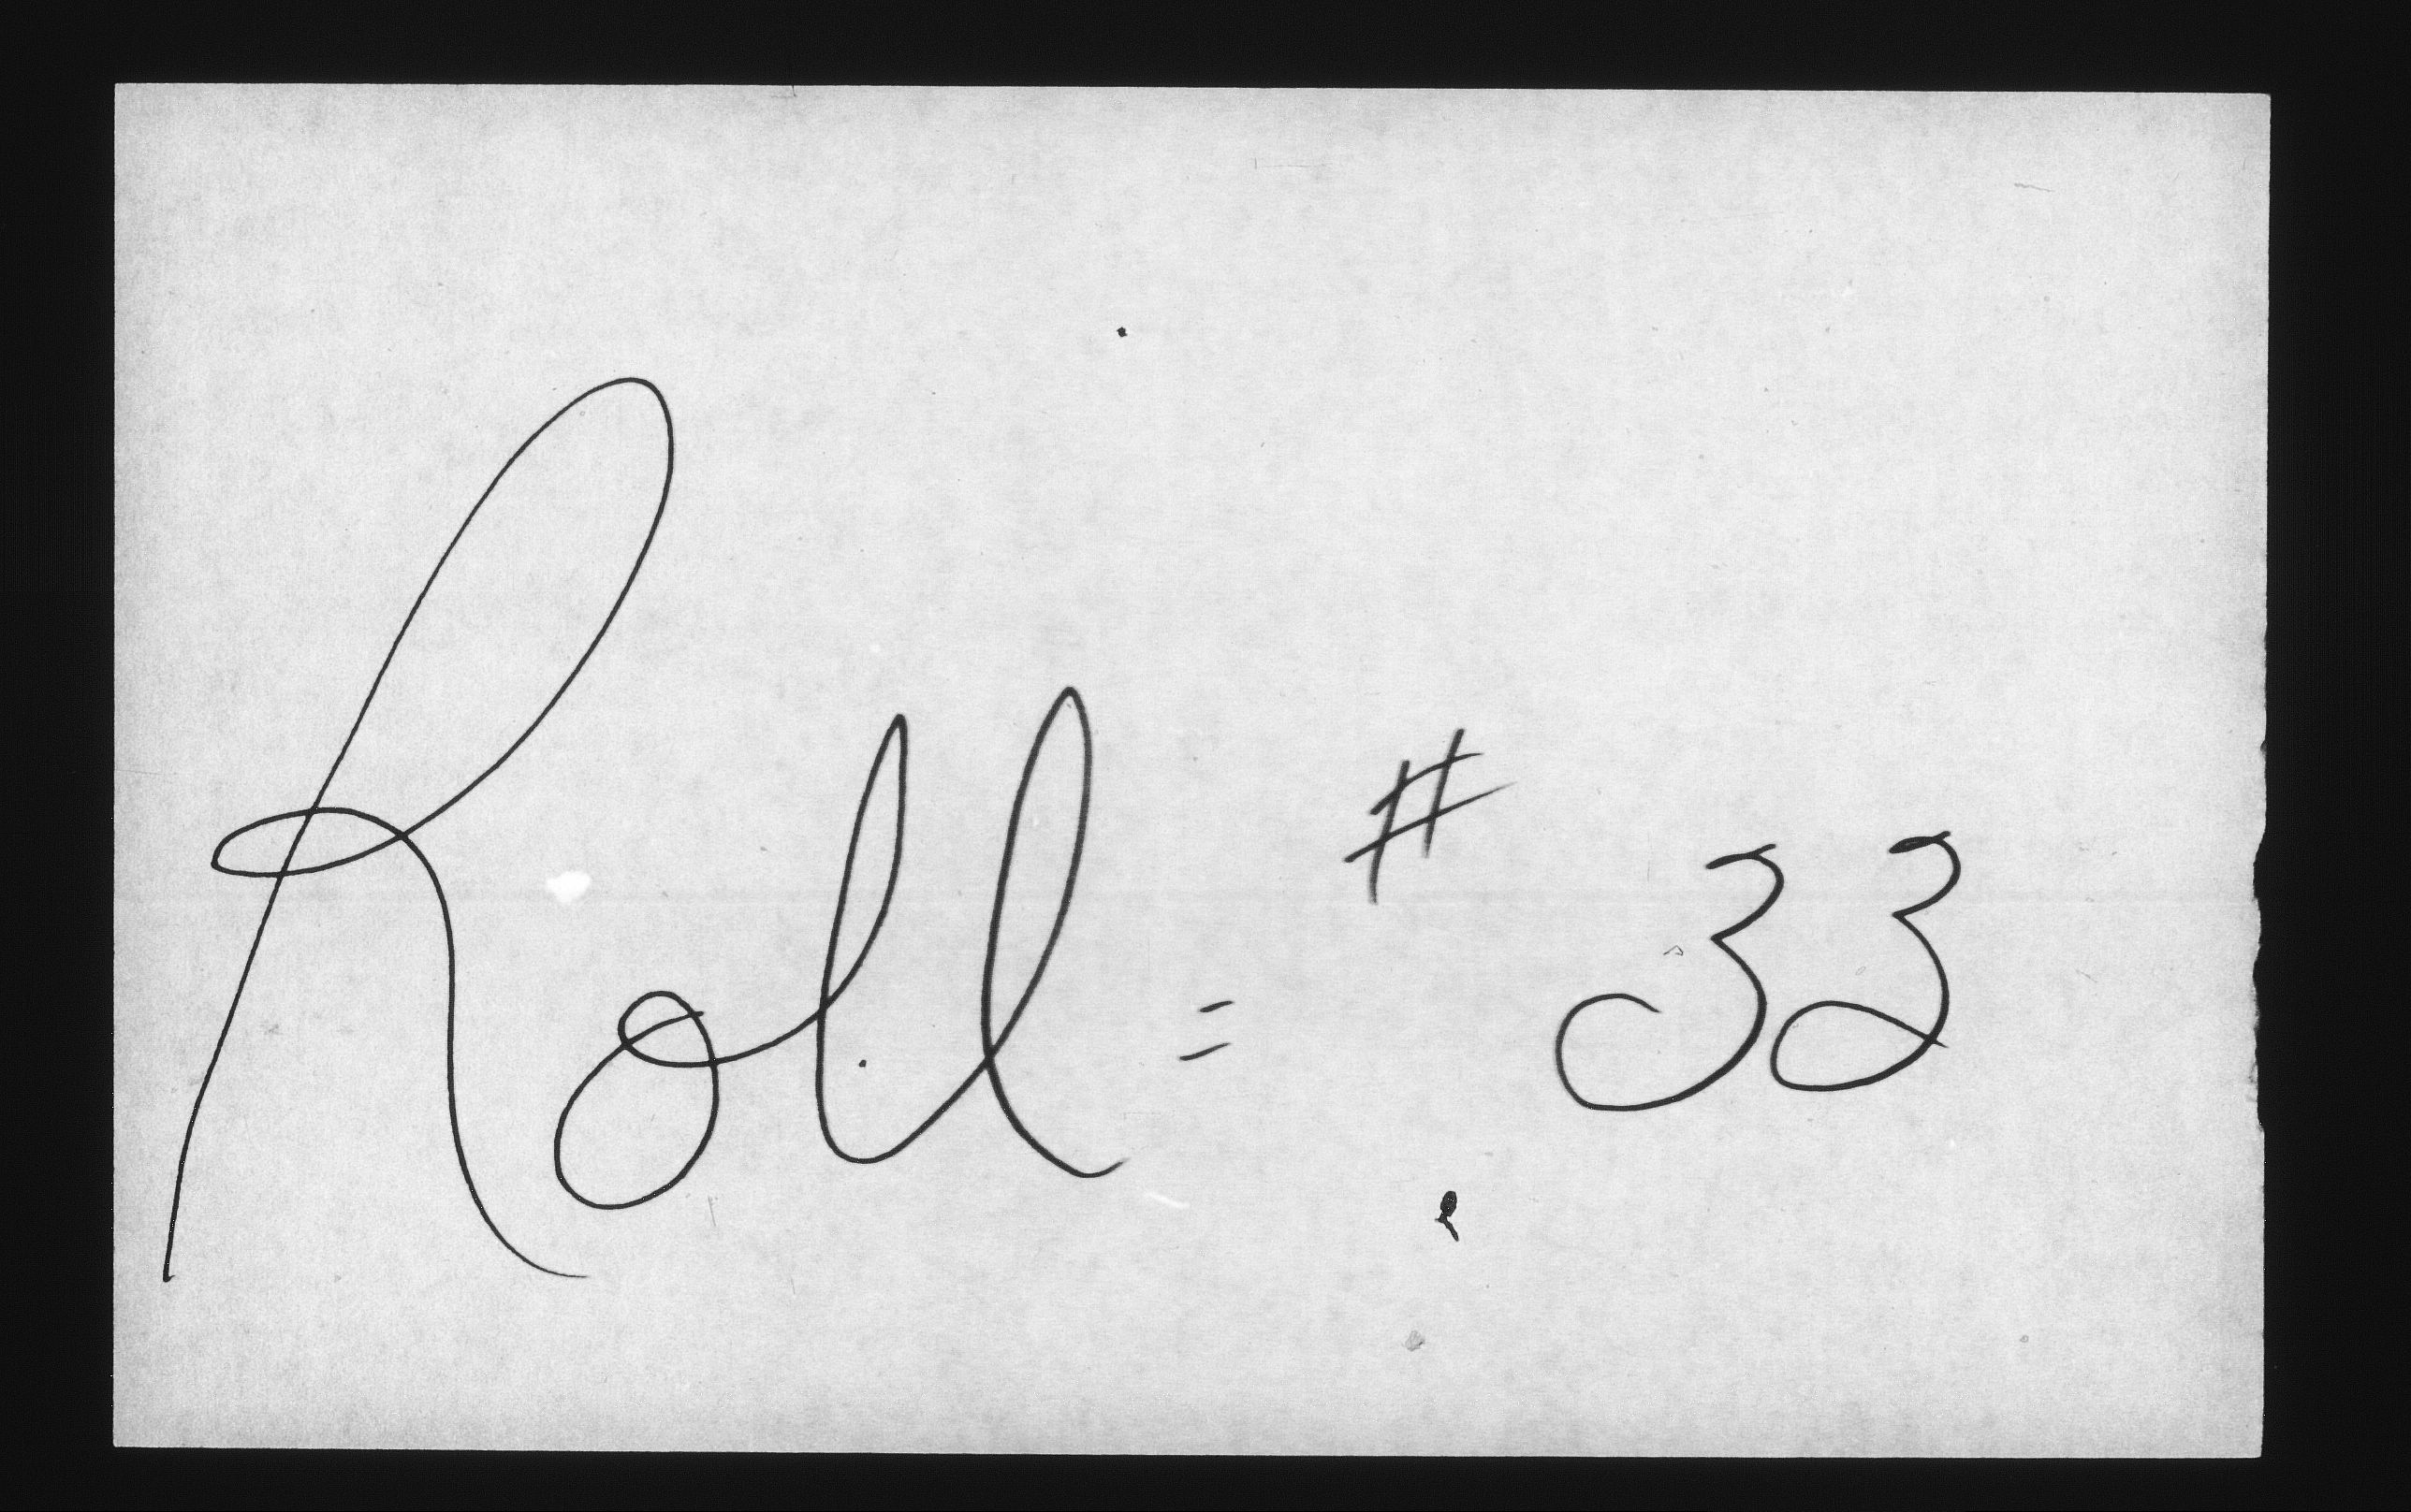 Roll = # 33